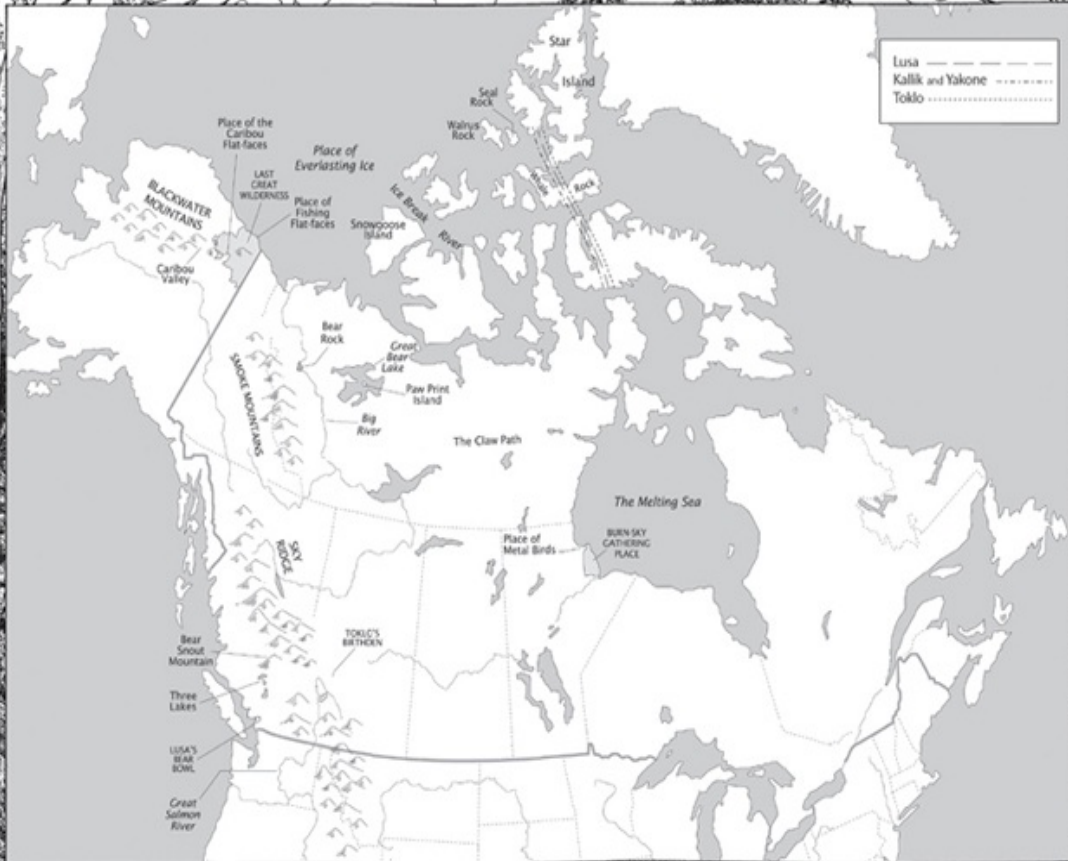 Star
Island
Lusa
Kallik and Yakone
Toklo
Seal
Rock
Walrus
Rock
Place of the
Caribou
Flat-faces
Place of
Everlasting Ice
LAST
GREAT
WILDERNESS
BLACKWATER
MOUNTAINS
Place of
Fishing
Flat-faces
Ice Break
River
Whale
Rock
Snowgoose
Island
Caribou
Valley
Bear
Rock
Great
Bear
Lake
SMOKE MOUNTAINS
Paw Print
Island
Big
River
The Claw Path
The Melting Sea
Place of
Metal Birds
BURN-SKY
GATHERING
PLACE
SKY
RIDGE
TOKLO'S
BIRTHDEN
Bear
Snout
Mountain
Three
Lakes
LUSA'S
BEAR
BOWL
Great
Salmon
River